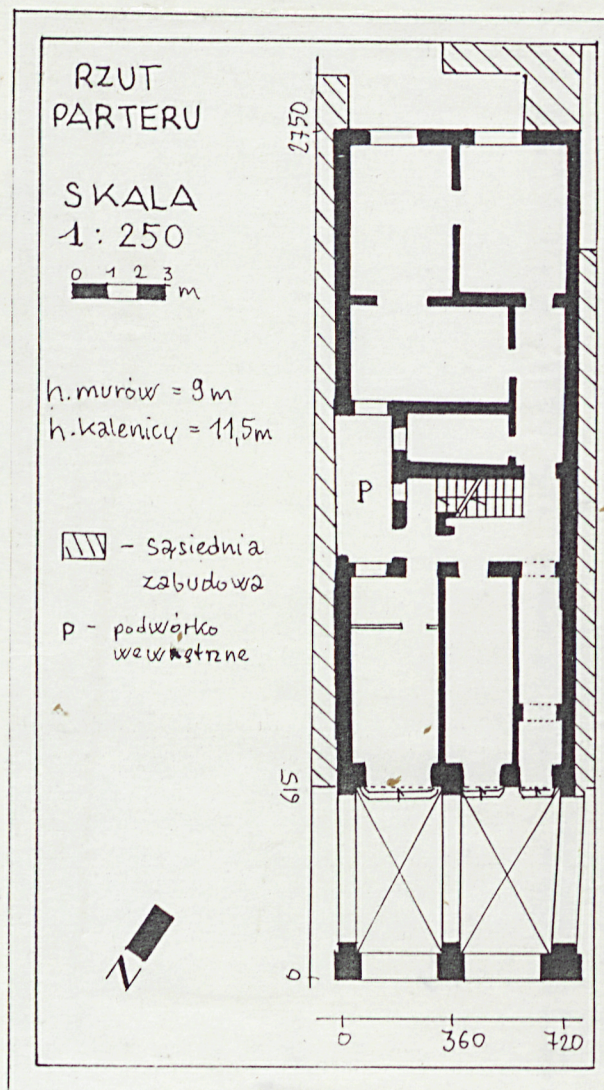 RZUT
PARTERU
SKALA
1:250
0 1 2 3
m
h.murów = 9m
h.kalenicy = 11,5m
- sąsiednia
zabudowa
P - podwórko
wewnętrzne
2750
615
0
P
N
0 360 720